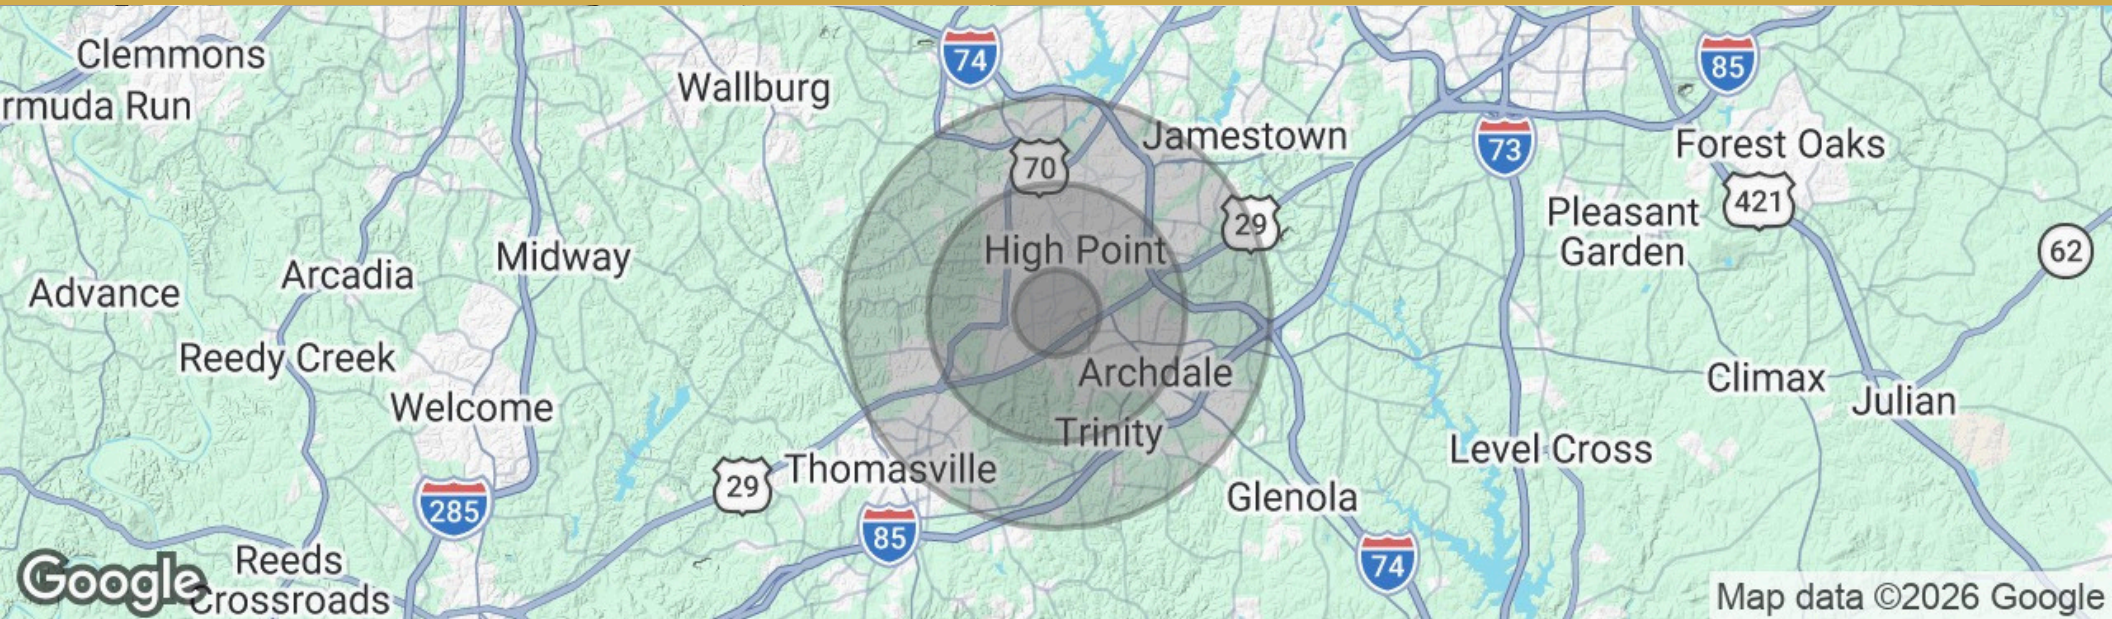 Clemmons
rmuda Run
Wallburg
74
85
Jamestown
70
73
Forest Oaks
421
29
Pleasant
Garden
High Point
62
Midway
Arcadia
Advance
Reedy Creek
Archdale
Climax
Julian
Welcome
Trinity
Level Cross
Thomasville
29
Glenola
285
85
74
Reeds
Crossroads
Google
Map data ©2026 Google